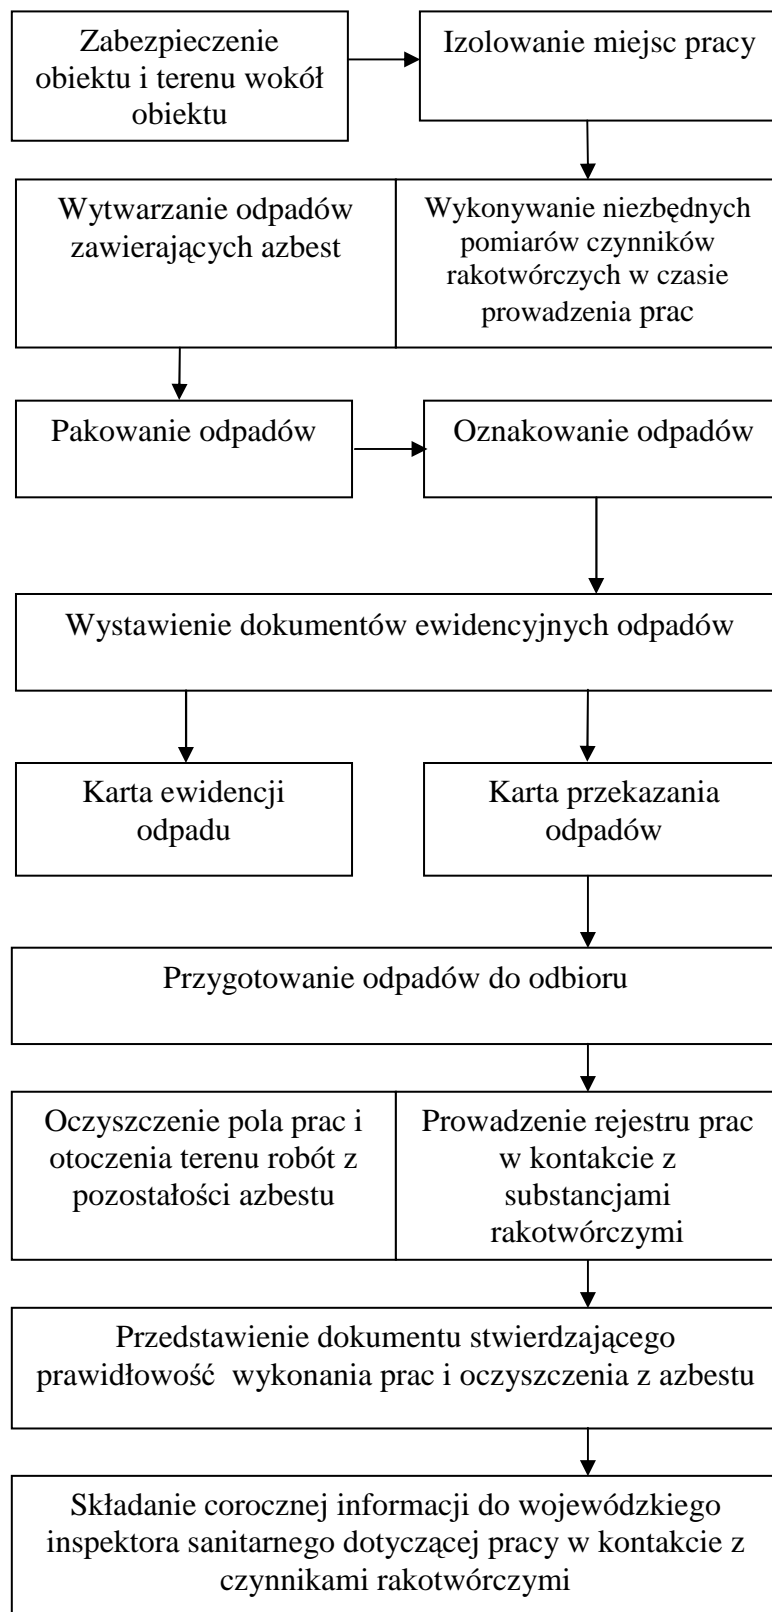 Zabezpieczenie
obiektu i terenu wokół
obiektu
Izolowanie miejsc pracy
Wytwarzanie odpadów
zawierających azbest
Wykonywanie niezbędnych
pomiarów czynników
rakotwórczych w czasie
prowadzenia prac
Pakowanie odpadów
Oznakowanie odpadów
Wystawienie dokumentów ewidencyjnych odpadów
Karta ewidencji
odpadu
Karta przekazania
odpadów
Przygotowanie odpadów do odbioru
Oczyszczenie pola prac i
otoczenia terenu robót z
pozostałości azbestu
Prowadzenie rejestru prac
w kontakcie z
substancjami
rakotwórczymi
Przedstawienie dokumentu stwierdzającego
prawidłowość wykonania prac i oczyszczenia z azbestu
Składanie corocznej informacji do wojewódzkiego
inspektora sanitarnego dotyczącej pracy w kontakcie z
czynnikami rakotwórczymi